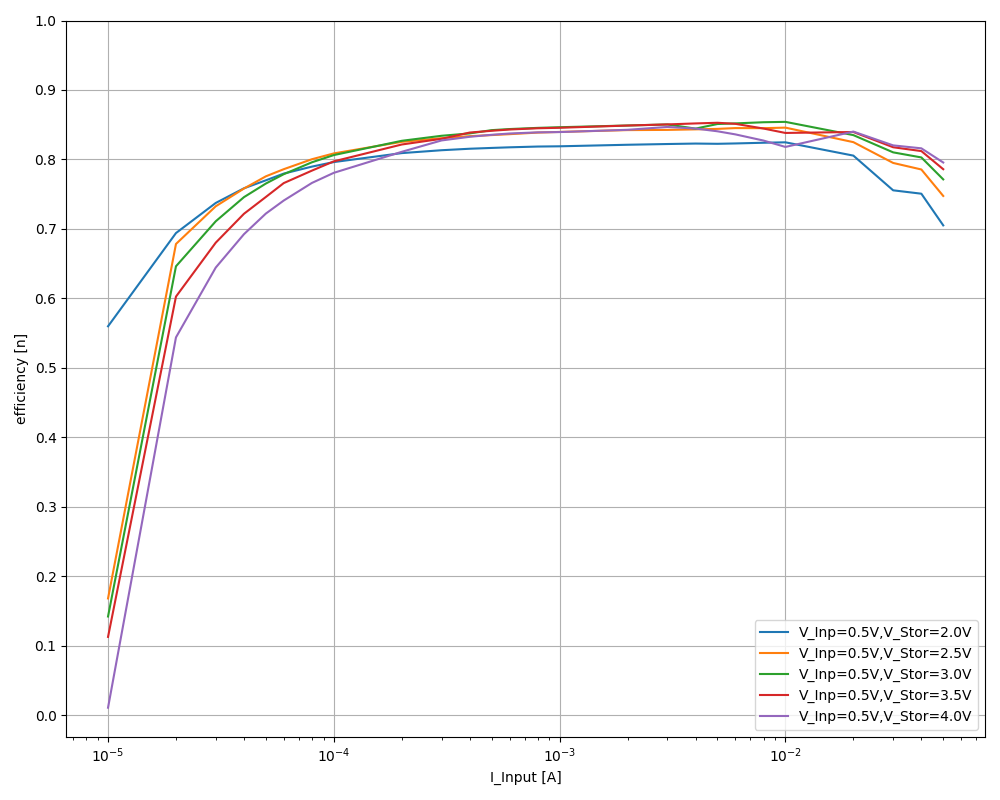 1.0
0.9
0.8
0.7
0.6
0.5
0.4
0.3
0.2
0.1
0.0
efficiency [n]
10⁻⁵ 10⁻⁴ 10⁻³ 10⁻²
I_Input [A]
V_Inp=0.5V,V_Stor=2.0V
V_Inp=0.5V,V_Stor=2.5V
V_Inp=0.5V,V_Stor=3.0V
V_Inp=0.5V,V_Stor=3.5V
V_Inp=0.5V,V_Stor=4.0V